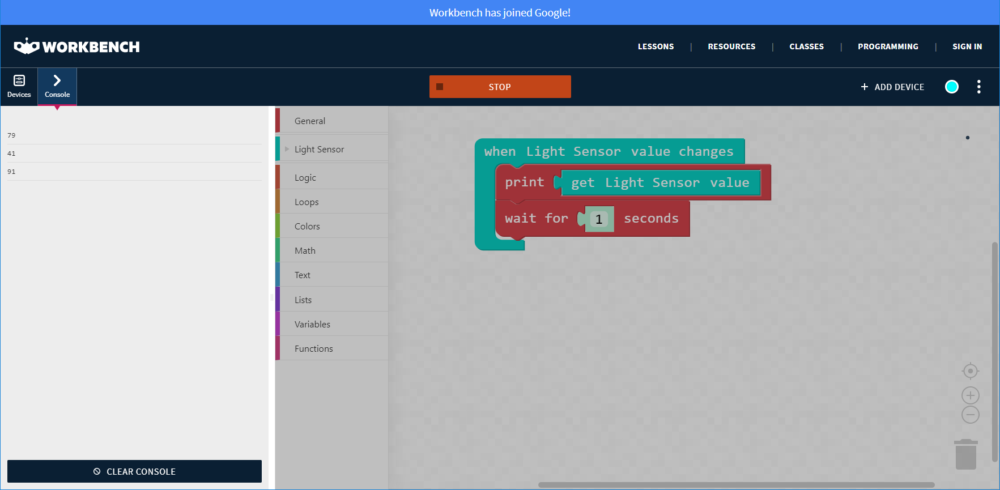 Workbench has joined Google!
WORKBENCH
LESSONS | RESOURCES | CLASSES | PROGRAMMING | SIGN IN
Devices
Console
STOP
+ ADD DEVICE
79
41
91
CLEAR CONSOLE
General
Light Sensor
Logic
Loops
Colors
Math
Text
Lists
Variables
Functions
when Light Sensor value changes
print get Light Sensor value
wait for 1 seconds